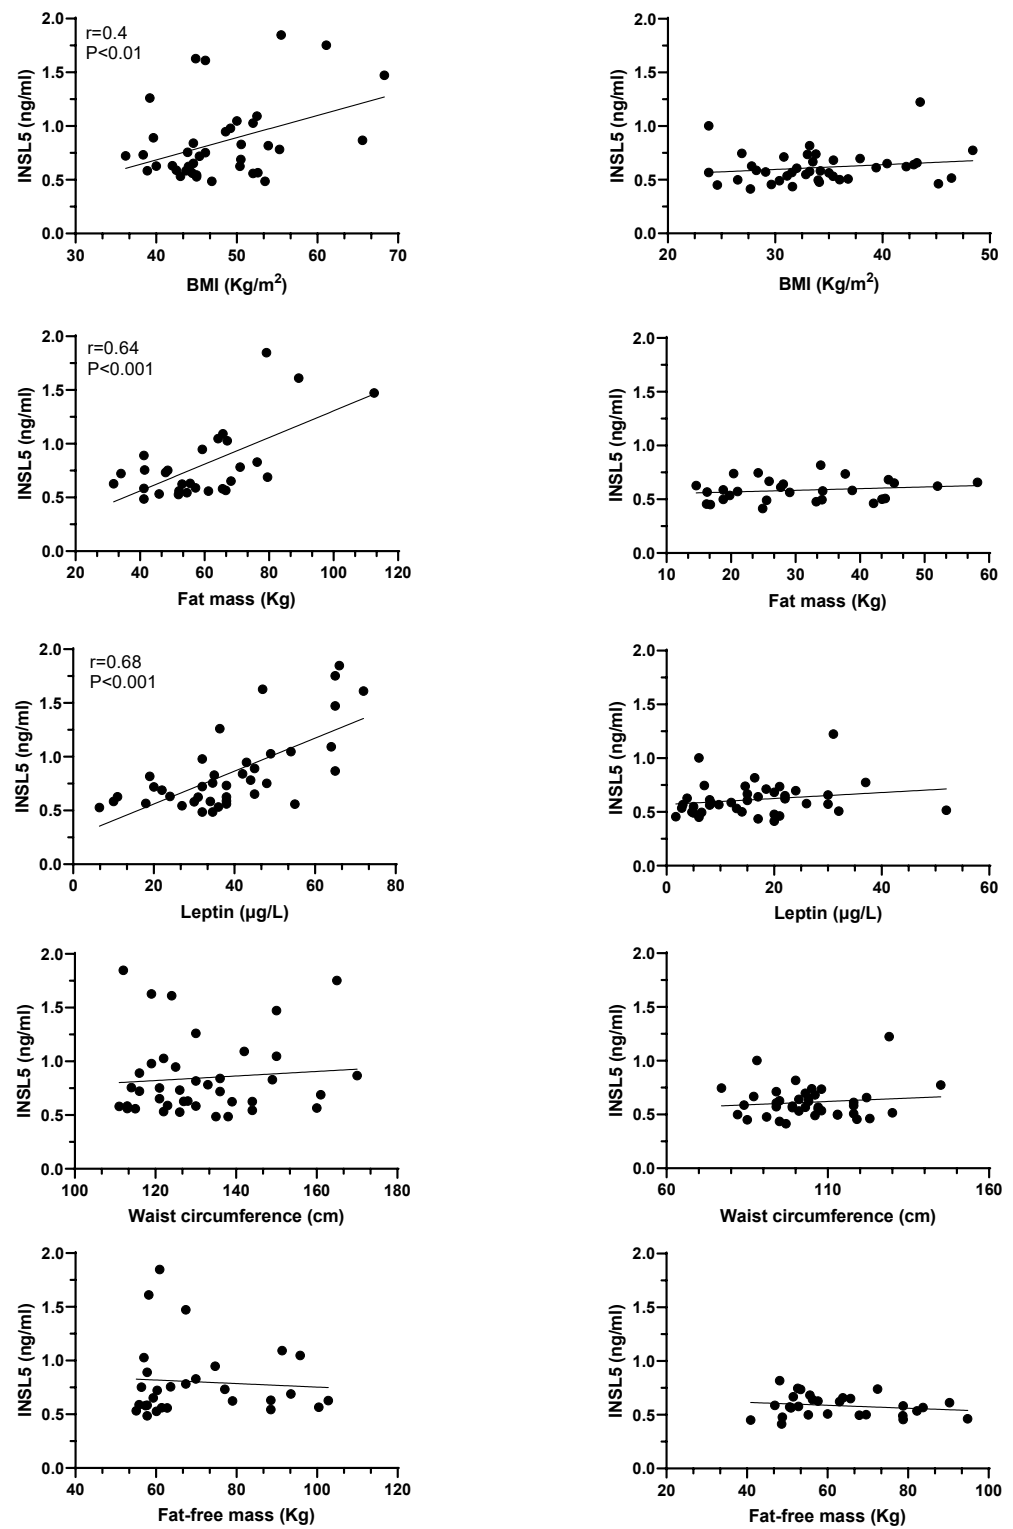 2.0
1.5
1.0
0.5
0.0
INSL5 (ng/ml)
r=0.4
P<0.01
30 40 50 60 70
BMI (Kg/m²)
2.0
1.5
1.0
0.5
0.0
INSL5 (ng/ml)
20 30 40 50
BMI (Kg/m²)
2.0
1.5
1.0
0.5
0.0
INSL5 (ng/ml)
r=0.64
P<0.001
20 40 60 80 100 120
Fat mass (Kg)
2.0
1.5
1.0
0.5
0.0
INSL5 (ng/ml)
10 20 30 40 50 60
Fat mass (Kg)
2.0
1.5
1.0
0.5
0.0
INSL5 (ng/ml)
r=0.68
P<0.001
0 20 40 60 80
Leptin (µg/L)
2.0
1.5
1.0
0.5
0.0
INSL5 (ng/ml)
0 20 40 60
Leptin (µg/L)
2.0
1.5
1.0
0.5
0.0
INSL5 (ng/ml)
100 120 140 160 180
Waist circumference (cm)
2.0
1.5
1.0
0.5
0.0
INSL5 (ng/ml)
60 110 160
Waist circumference (cm)
2.0
1.5
1.0
0.5
0.0
INSL5 (ng/ml)
40 60 80 100 120
Fat-free mass (Kg)
2.0
1.5
1.0
0.5
0.0
INSL5 (ng/ml)
20 40 60 80 100
Fat-free mass (Kg)